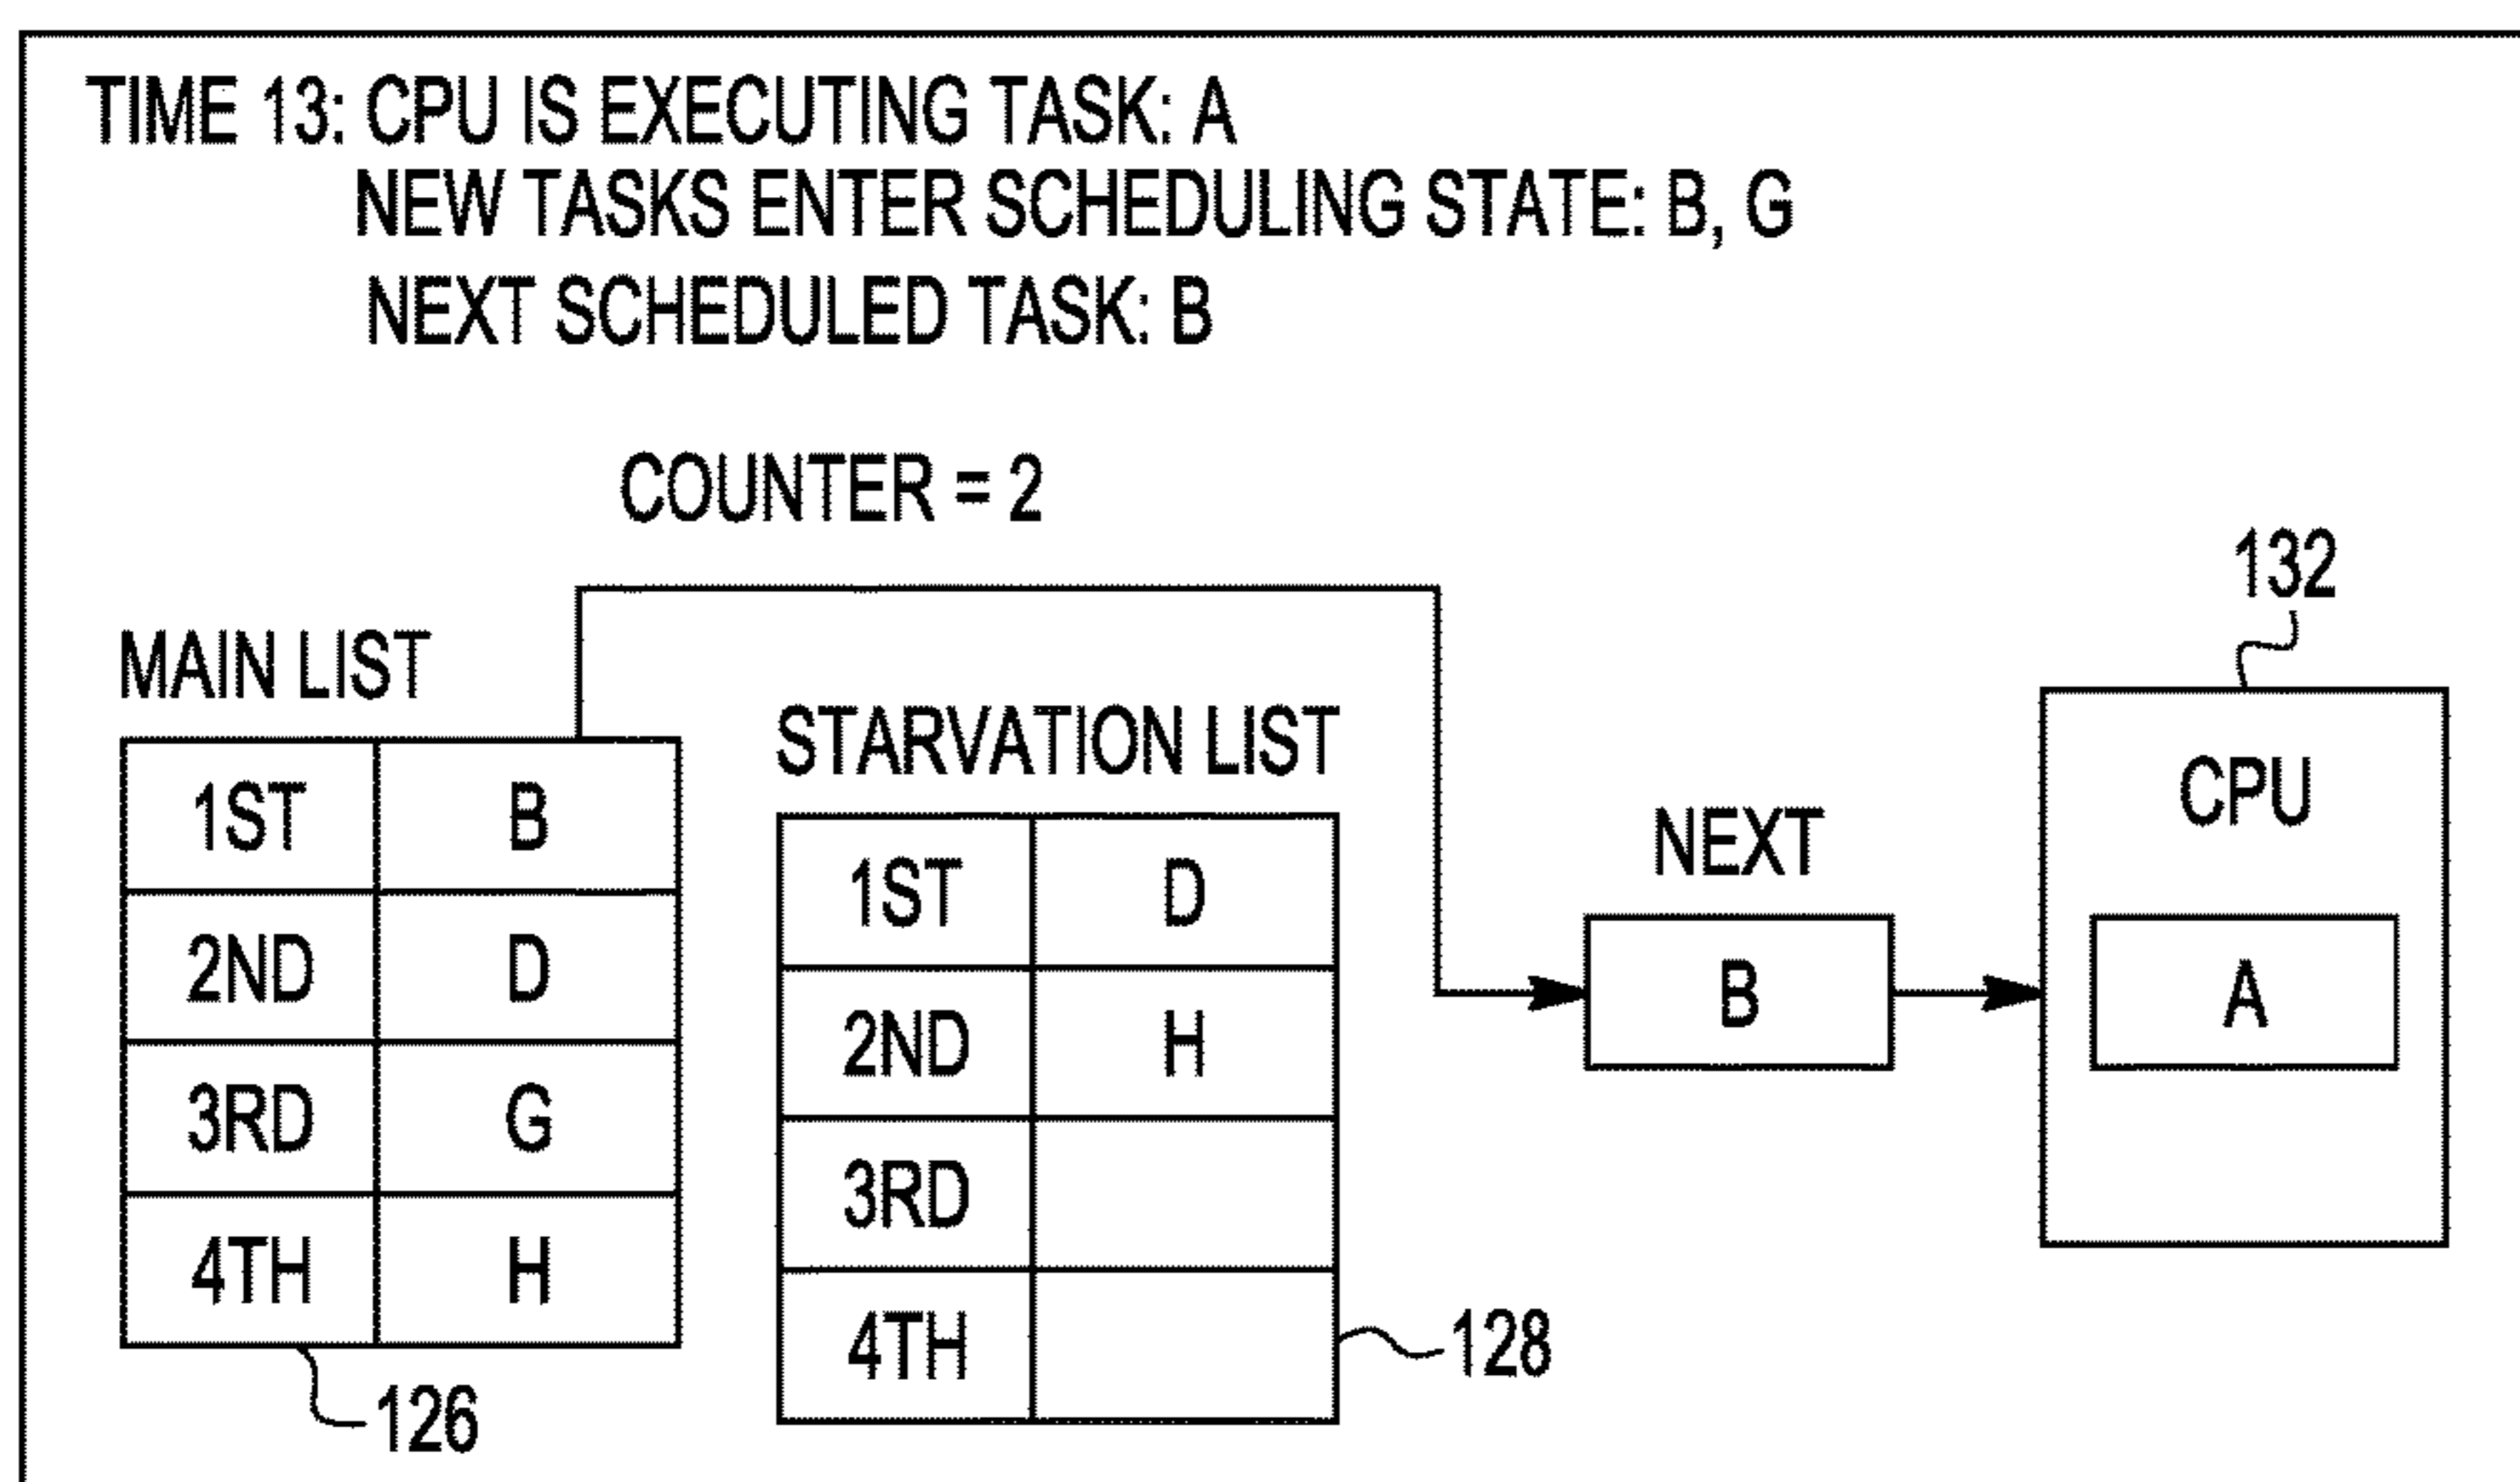 TIME 13: CPU IS EXECUTING TASK: A
NEW TASKS ENTER SCHEDULING STATE: B, G
NEXT SCHEDULED TASK: B
COUNTER = 2
MAIN LIST
1ST B
2ND D
3RD G
4TH H
126
STARVATION LIST
1ST D
2ND H
3RD
4TH
128
NEXT
B
132
CPU
A